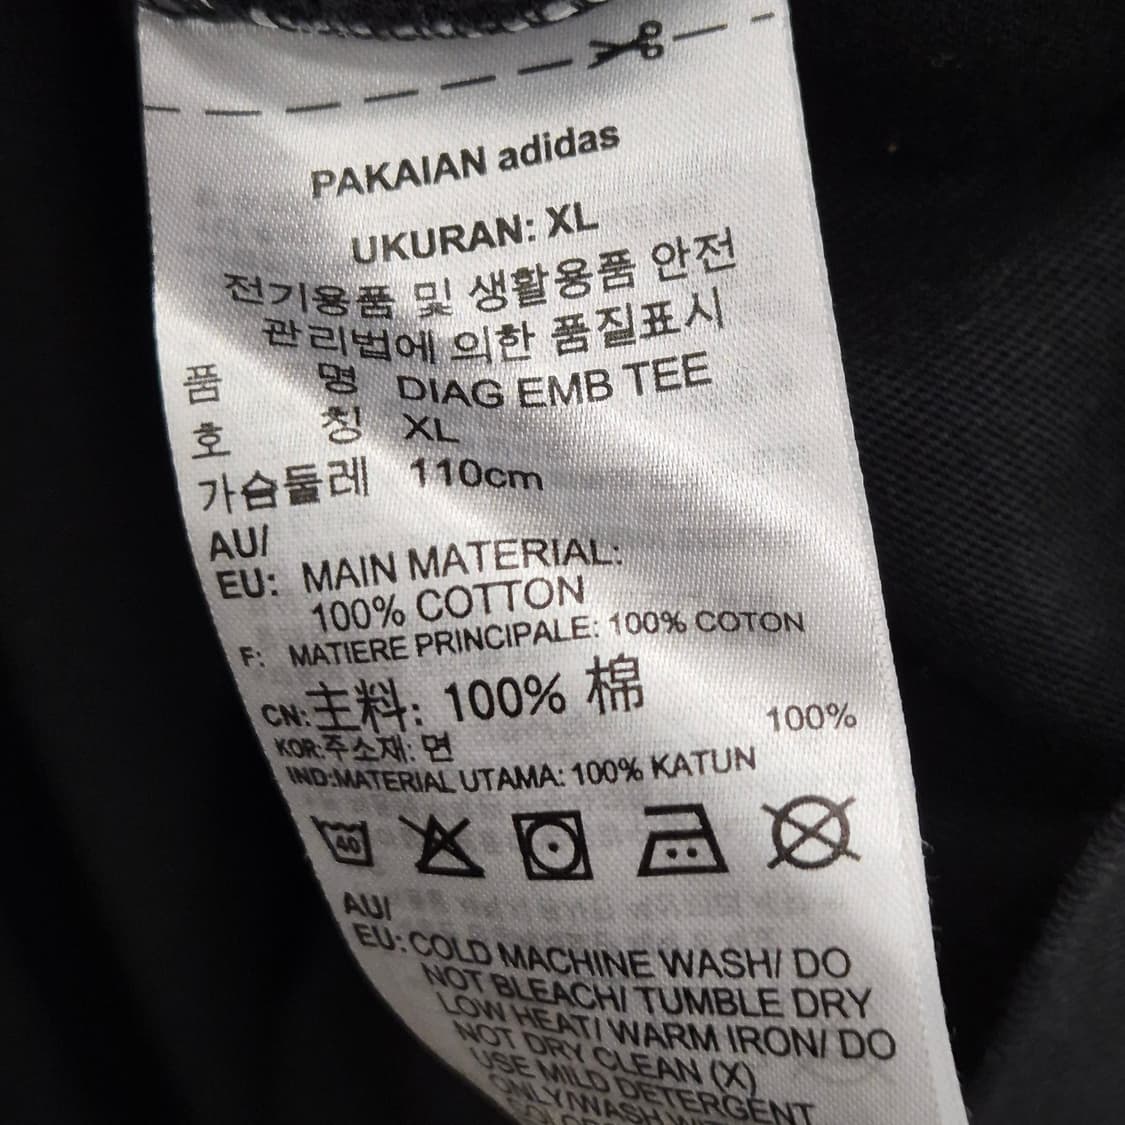 PAKAIAN adidas
UKURAN: XL
전기용품 및 생활용품 안전
관리법에 의한 품질표시
품 명 DIAG EMB TEE
호 칭 XL
가슴둘레 110cm
AU/
EU: MAIN MATERIAL:
100% COTTON
F: MATIERE PRINCIPALE: 100% COTON
CN:主料: 100% 棉
100%
KOR:주소재: 면
IND:MATERIAL UTAMA: 100% KATUN
40
AU/
EU:COLD MACHINE WASH/ DO
NOT BLEACH/ TUMBLE DRY
LOW HEAT/ WARM IRON/ DO
NOT DRY CLEAN (X)
USE MILD DETERGENT
ONLY/WASH